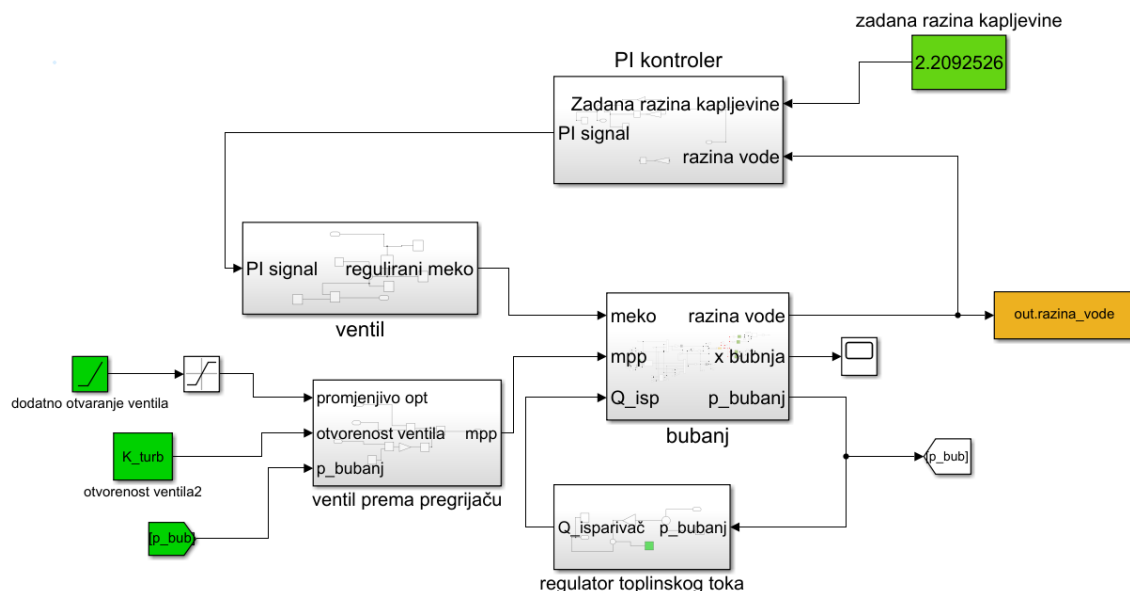 zadana razina kapljevine
2.2092526
PI kontroler
Zadana razina kapljevine
PI signal
razina vode
PI signal
regulirani meko
ventil
meko
razina vode
mpp
x bubnja
Q_isp
p_bubanj
bubanj
out.razina_vode
dodatno otvaranje ventila
promjenjivo opt
otvorenost ventila
mpp
p_bubanj
ventil prema pregrijaču
K_turb
otvorenost ventila2
[p_bub]
[p_bub]
Q_isparivač
p_bubanj
regulator toplinskog toka